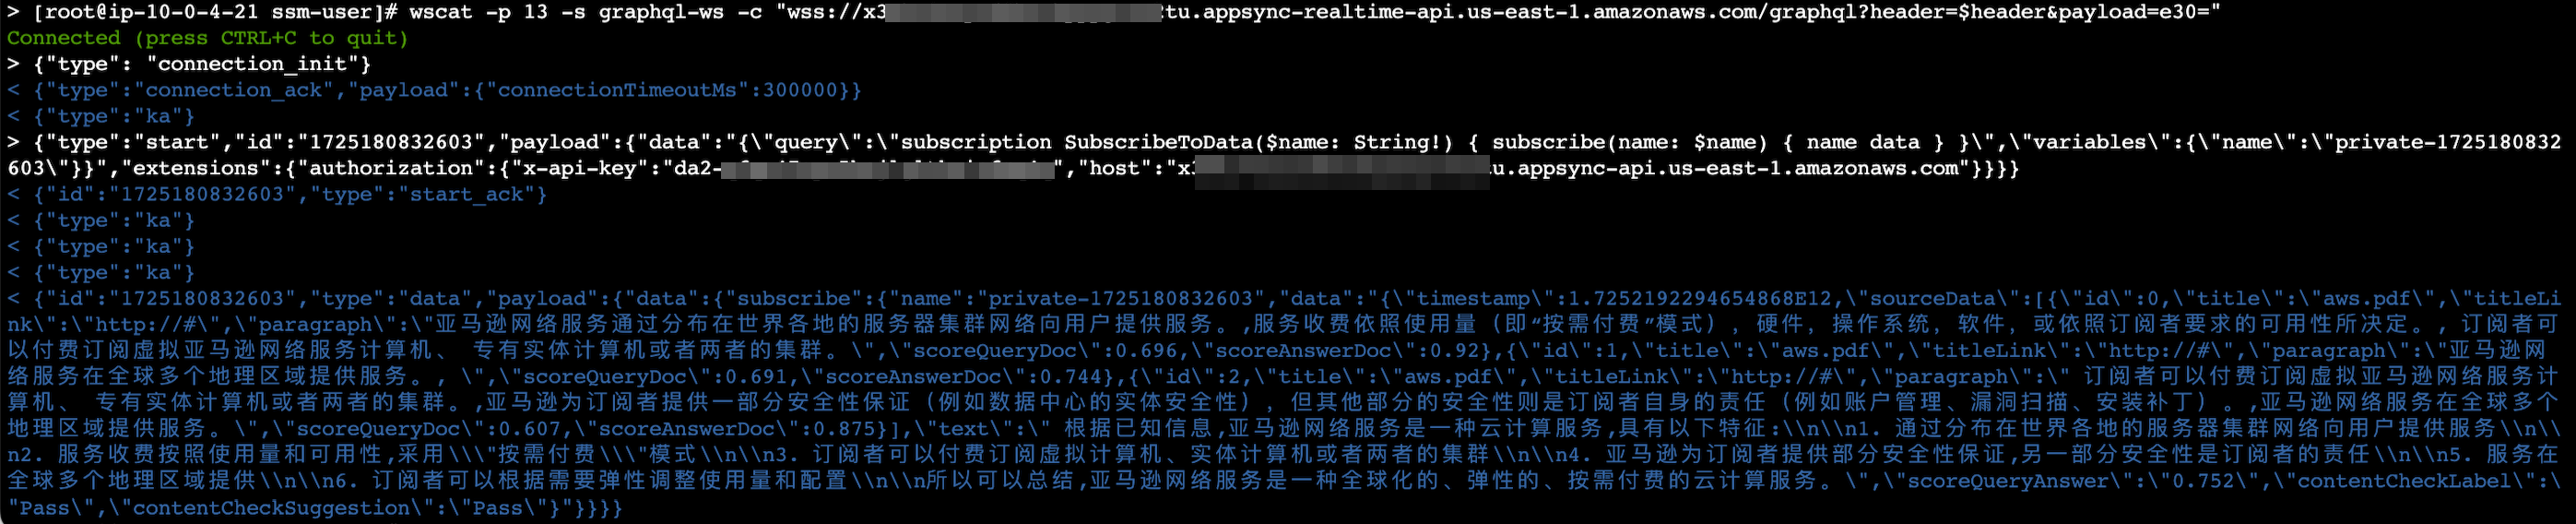 > [root@ip-10-0-4-21 ssm-user]# wscat -p 13 -s graphql-ws -c "wss://x3 tu.appsync-realtime-api.us-east-1.amazonaws.com/graphql?header=$header&payload=e30="
Connected (press CTRL+C to quit)
> {"type": "connection_init"}
< {"type":"connection_ack","payload":{"connectionTimeoutMs":300000}}
< {"type":"ka"}
> {"type":"start","id":"1725180832603","payload":{"data":"{\"query\":\"subscription SubscribeToData($name: String!) { subscribe(name: $name) { name data } }\",\"variables\":{\"name\":\"private-1725180832
603\"}}","extensions":{"authorization":{"x-api-key":"da2- ","host":"x u.appsync-api.us-east-1.amazonaws.com"}}}}
< {"id":"1725180832603","type":"start_ack"}
< {"type":"ka"}
< {"type":"ka"}
< {"type":"ka"}
< {"id":"1725180832603","type":"data","payload":{"data":{"subscribe":{"name":"private-1725180832603","data":"{\"timestamp\":1.7252192294654868E12,\"sourceData\":[{\"id\":0,\"title\":\"aws.pdf\",\"titleLi
nk\":\"http://#\",\"paragraph\":\"亚马逊网络服务通过分布在世界各地的服务器集群网络向用户提供服务。,服务收费依照使用量（即“按需付费”模式），硬件，操作系统，软件，或依照订阅者要求的可用性所决定。, 订阅者可
以付费订阅虚拟亚马逊网络服务计算机、 专有实体计算机或者两者的集群。\",\"scoreQueryDoc\":0.696,\"scoreAnswerDoc\":0.92},{\"id\":1,\"title\":\"aws.pdf\",\"titleLink\":\"http://#\",\"paragraph\":\"亚马逊网
络服务在全球多个地理区域提供服务。, \",\"scoreQueryDoc\":0.691,\"scoreAnswerDoc\":0.744},{\"id\":2,\"title\":\"aws.pdf\",\"titleLink\":\"http://#\",\"paragraph\":\" 订阅者可以付费订阅虚拟亚马逊网络服务计
算机、 专有实体计算机或者两者的集群。,亚马逊为订阅者提供一部分安全性保证（例如数据中心的实体安全性），但其他部分的安全性则是订阅者自身的责任（例如账户管理、漏洞扫描、安装补丁）。,亚马逊网络服务在全球多个
地理区域提供服务。\",\"scoreQueryDoc\":0.607,\"scoreAnswerDoc\":0.875}],\"text\":\" 根据已知信息,亚马逊网络服务是一种云计算服务,具有以下特征:\\n\\n1. 通过分布在世界各地的服务器集群网络向用户提供服务\\n\\
n2. 服务收费按照使用量和可用性,采用\\\"按需付费\\\"模式\\n\\n3. 订阅者可以付费订阅虚拟计算机、实体计算机或者两者的集群\\n\\n4. 亚马逊为订阅者提供部分安全性保证,另一部分安全性是订阅者的责任\\n\\n5. 服务在
全球多个地理区域提供\\n\\n6. 订阅者可以根据需要弹性调整使用量和配置\\n\\n所以可以总结,亚马逊网络服务是一种全球化的、弹性的、按需付费的云计算服务。\",\"scoreQueryAnswer\":\"0.752\",\"contentCheckLabel\":\
"Pass\",\"contentCheckSuggestion\":\"Pass\"}"}}}}